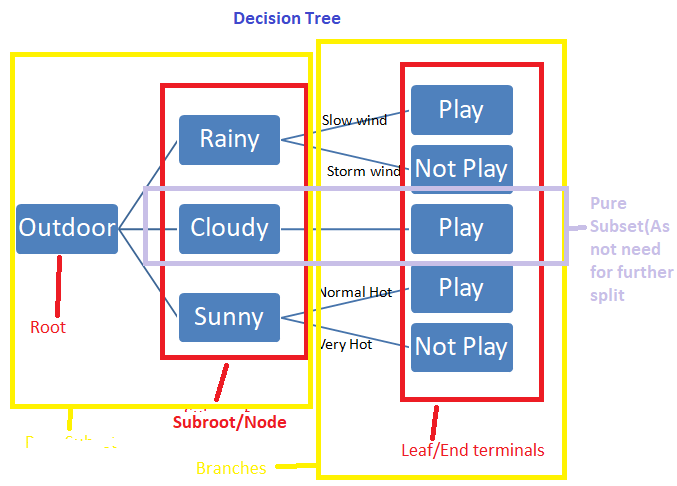 Decision Tree
Slow wind
Play
Rainy
Storm wind
Not Play
Outdoor
Cloudy
Play
Pure
Subset(As
not need
for further
split
Normal Hot
Play
Sunny
Very Hot
Not Play
Root
Subroot/Node
Leaf/End terminals
Branches